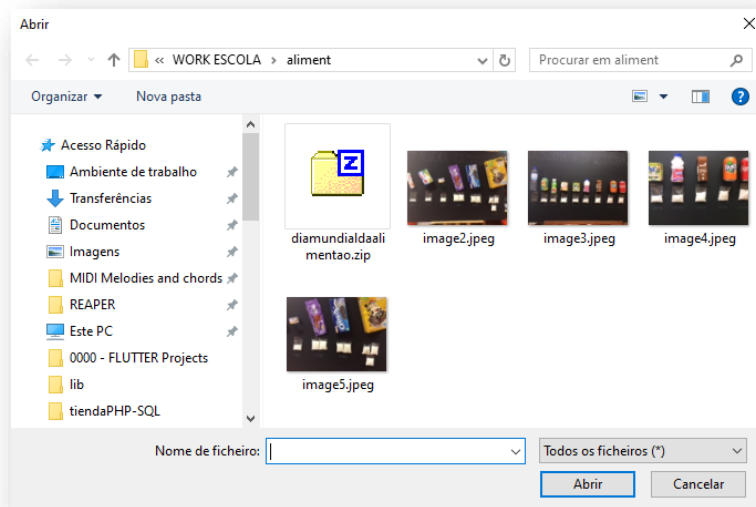 Abrir
« WORK ESCOLA > aliment
Procurar em aliment
Organizar
Nova pasta
Acesso Rápido
Ambiente de trabalho
Transferências
Documentos
Imagens
MIDI Melodies and chords
REAPER
Este PC
0000 - FLUTTER Projects
lib
tiendaPHP-SQL
diamundialdaali
mentao.zip
image2.jpeg
image3.jpeg
image4.jpeg
image5.jpeg
Nome de ficheiro:
Todos os ficheiros (*)
Abrir
Cancelar